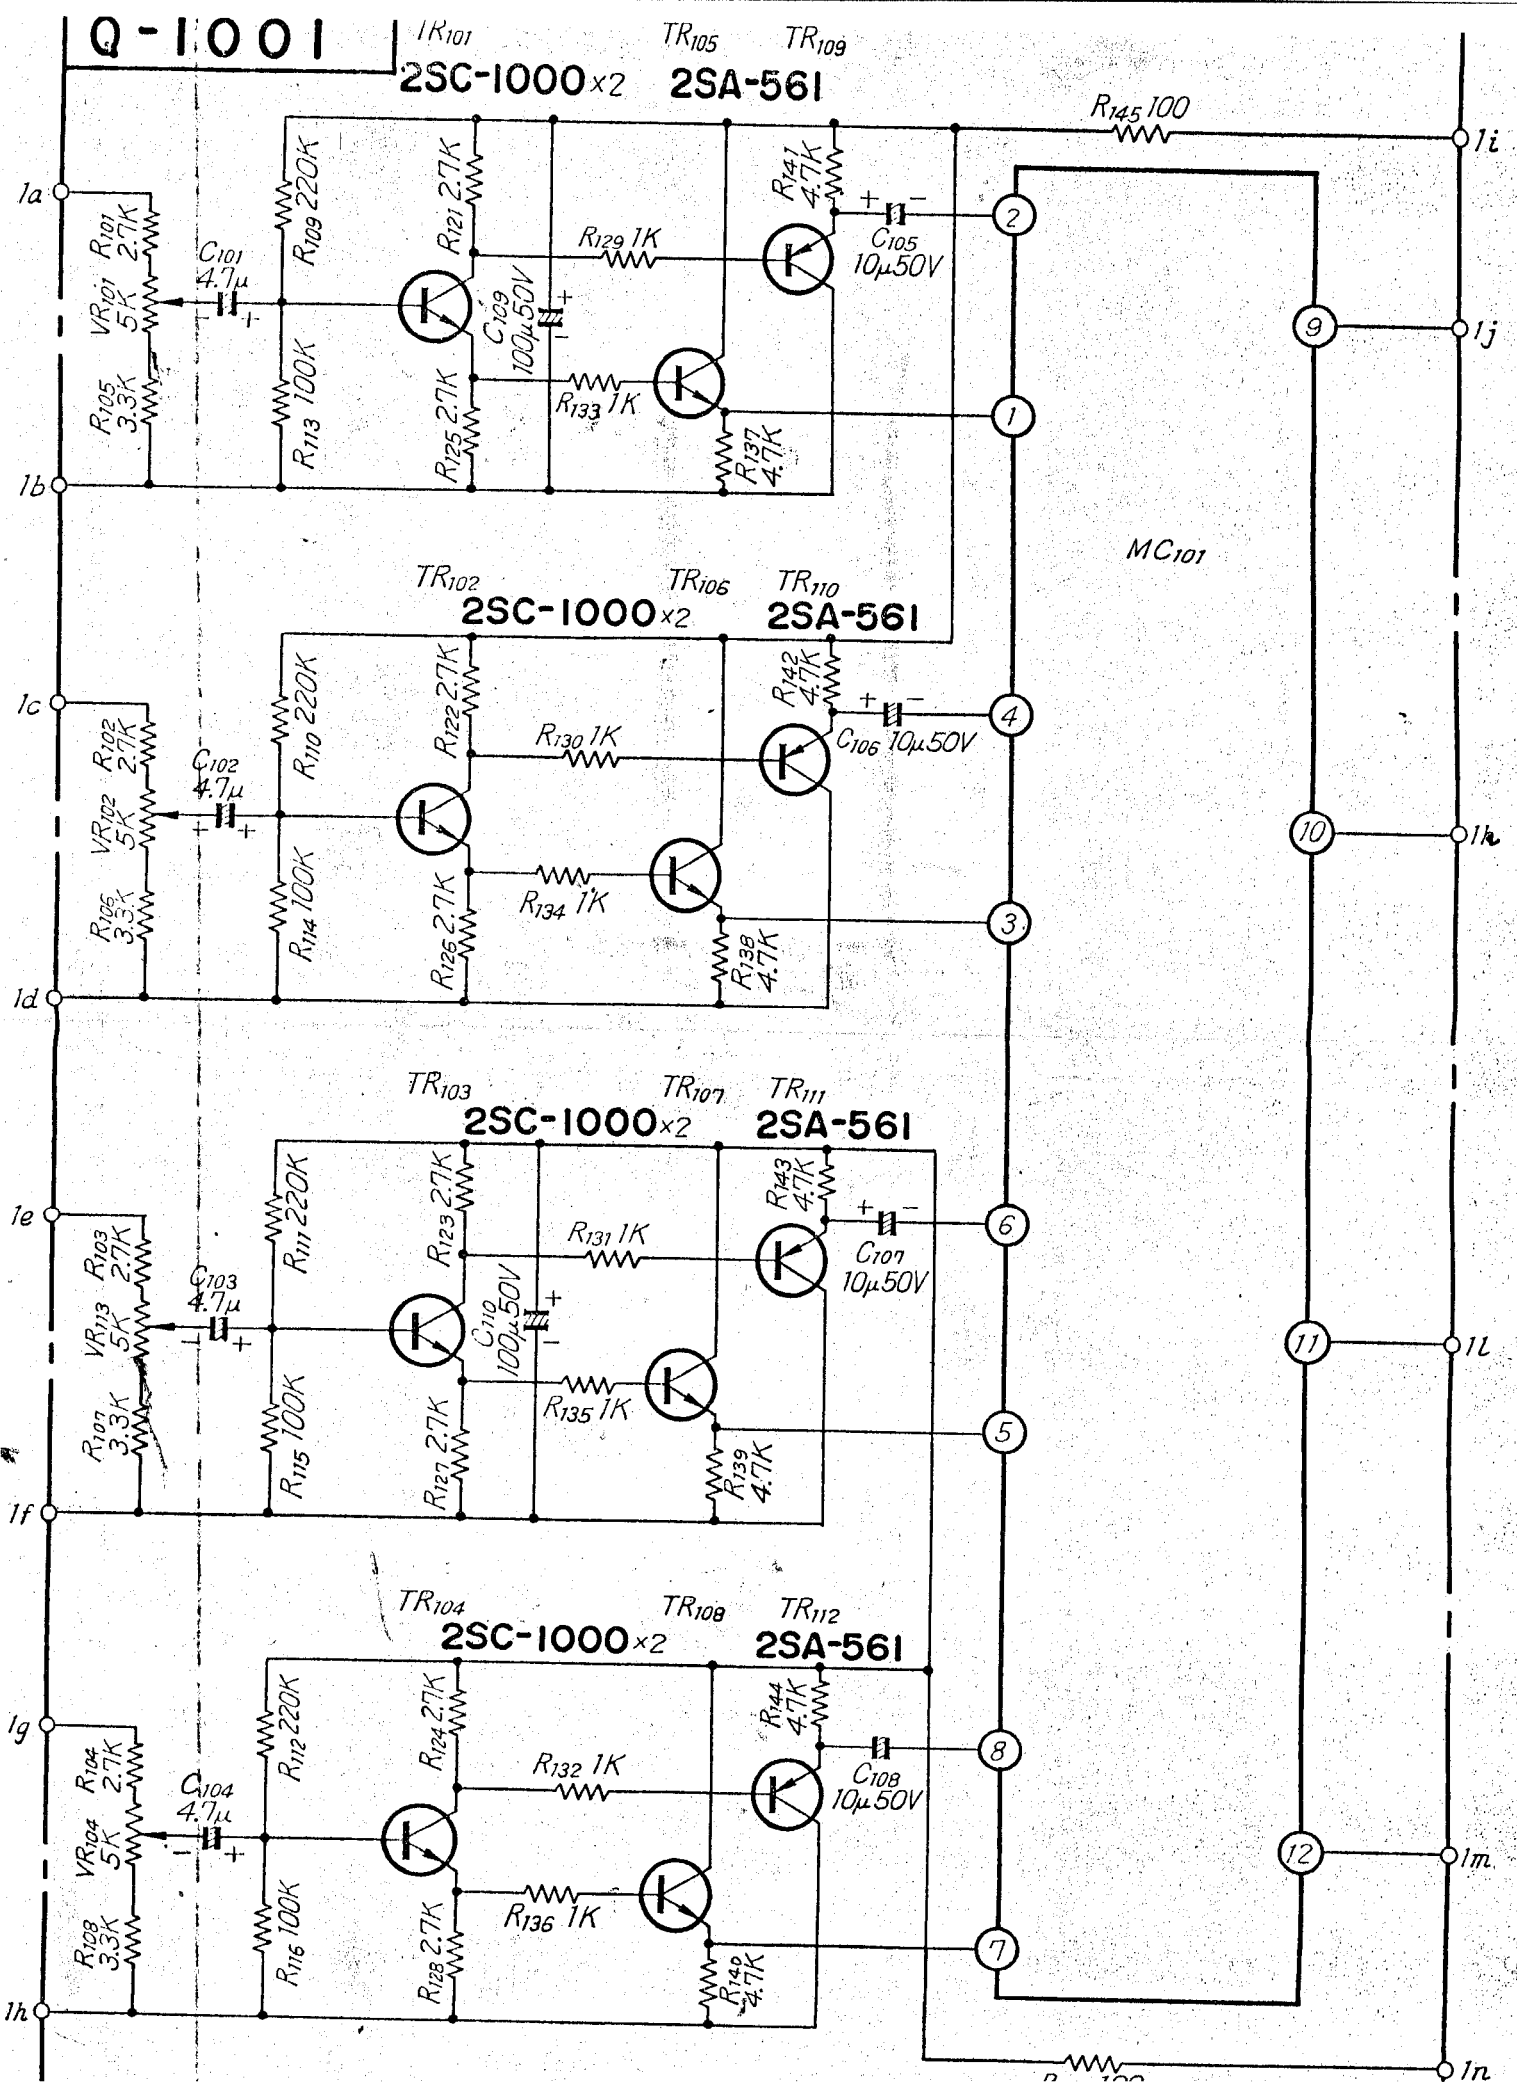 Q-1001
TR101 TR105 TR109
2SC-1000×2 2SA-561
R145 100
1i
1a
R101 2.7K
VR101 5K
R105 3.3K
C101 4.7µ
- +
R109 220K
R113 100K
R121 2.7K
R125 2.7K
C109 100µ50V
+
-
R129 1K
R133 1K
R137 4.7K
R141 4.7K
+ -
C105 10µ50V
2
1
9
1j
1b
MC101
TR102 TR106 TR110
2SC-1000×2 2SA-561
1c
R102 2.7K
VR102 5K
R106 3.3K
C102 4.7µ
+ +
R110 220K
R114 100K
R122 2.7K
R126 2.7K
R130 1K
R134 1K
R138 4.7K
R142 4.7K
+ -
C106 10µ50V
4
3
10
1k
1d
TR103 TR107 TR111
2SC-1000×2 2SA-561
1e
R103 2.7K
VR113 5K
R107 3.3K
C103 4.7µ
- +
R111 220K
R115 100K
R123 2.7K
R127 2.7K
C110 100µ50V
+
-
R131 1K
R135 1K
R139 4.7K
R143 4.7K
+ -
C107 10µ50V
6
5
11
1l
1f
TR104 TR108 TR112
2SC-1000×2 2SA-561
1g
R104 2.7K
VR104 5K
R108 3.3K
C104 4.7µ
- +
R112 220K
R116 100K
R124 27K
R128 2.7K
R132 1K
R136 1K
R140 4.7K
R144 4.7K
C108 10µ50V
8
7
12
1m
1h
1n